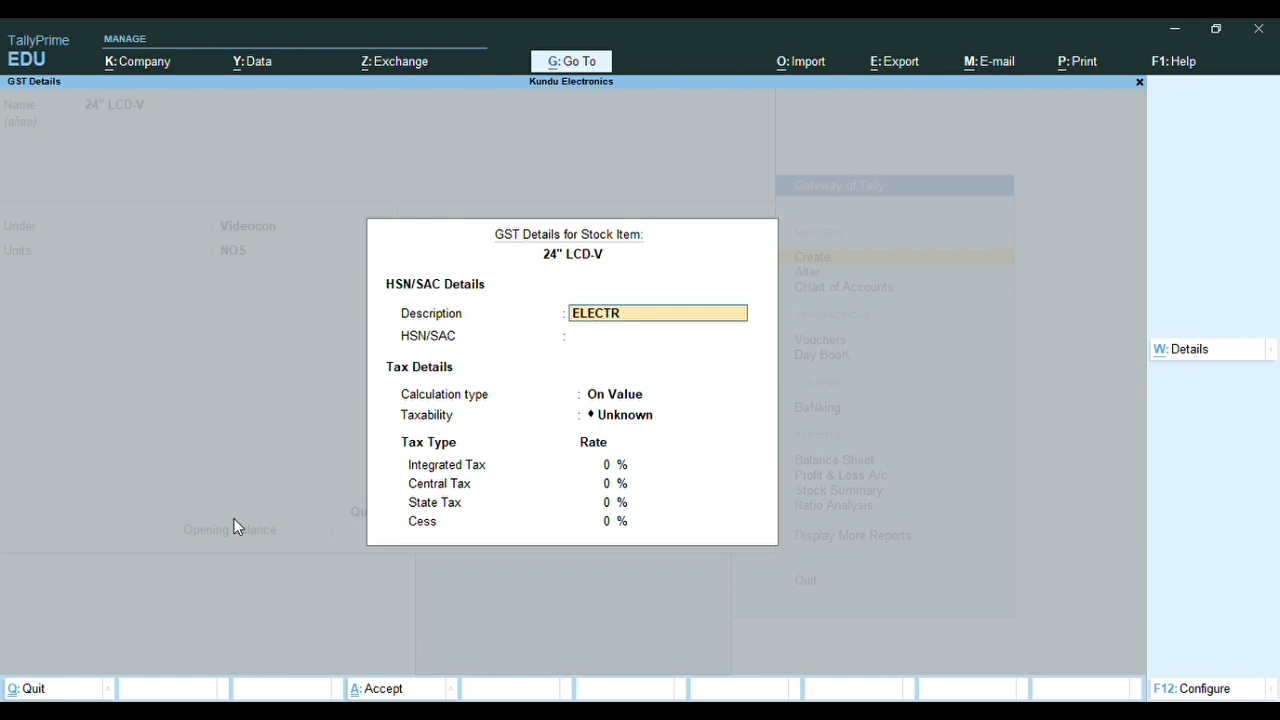 TallyPrime
EDU
MANAGE
K: Company
Y: Data
Z: Exchange
G: Go To
O: Import
E: Export
M: E-mail
P: Print
F1: Help
GST Details
Kundu Electronics
Name : 24" LCD-V
(alias) :
Under : Videocon
Units : NOS
GST Details for Stock Item:
24" LCD-V
HSN/SAC Details
Description : ELECTR
HSN/SAC :
Tax Details
Calculation type : On Value
Taxability : ♦ Unknown
Tax Type Rate
Integrated Tax 0 %
Central Tax 0 %
State Tax 0 %
Cess 0 %
Gateway of Tally
MASTERS
Create
Alter
CHart of Accounts
TRANSACTIONS
Vouchers
Day BooK
UTILITIES
BaNking
REPORTS
Balance Sheet
Profit & Loss A/c
Stock Summary
Ratio Analysis
Display More Reports
Quit
W: Details
Q: Quit
A: Accept
F12: Configure